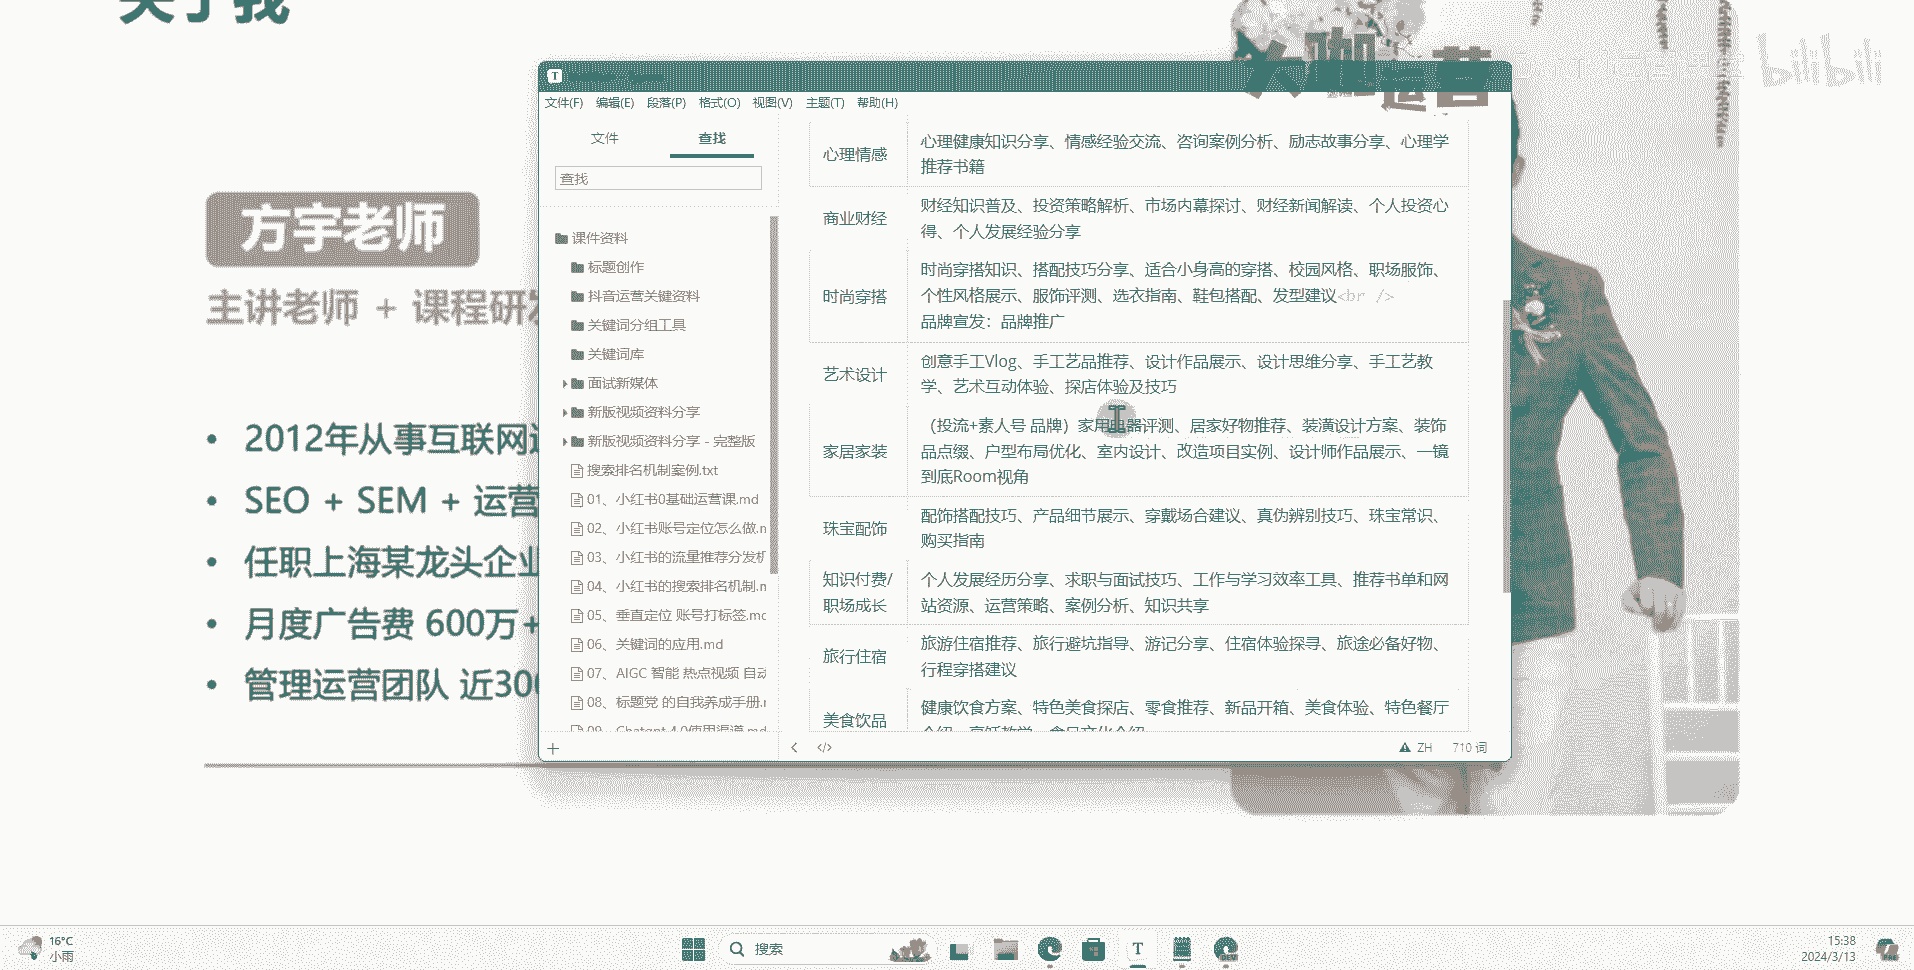 关于我
大咖运营
bilibili
方宇老师
主讲老师 + 课程研发
• 2012年从事互联网
• SEO + SEM + 运营
• 任职上海某龙头企业
• 月度广告费 600万+
• 管理运营团队 近300
T
文件(F) 编辑(E) 段落(P) 格式(O) 视图(V) 主题(T) 帮助(H)
文件 查找
查找
课件资料
标题创作
抖音运营关键资料
关键词分组工具
关键词库
面试新媒体
新版视频资料分享
新版视频资料分享 - 完整版
搜索排名机制案例.txt
01、小红书0基础运营课.md
02、小红书账号定位怎么做.n
03、小红书的流量推荐分发机
04、小红书的搜索排名机制.n
05、垂直定位 账号打标签.mc
06、关键词的应用.md
07、AIGC 智能 热点视频 自动
08、标题党 的自我养成手册.r
09、Chatgpt 4.0使用渠道.md
心理情感
心理健康知识分享、情感经验交流、咨询案例分析、励志故事分享、心理学
推荐书籍
商业财经
财经知识普及、投资策略解析、市场内幕探讨、财经新闻解读、个人投资心
得、个人发展经验分享
时尚穿搭
时尚穿搭知识、搭配技巧分享、适合小身高的穿搭、校园风格、职场服饰、
个性风格展示、服饰评测、选衣指南、鞋包搭配、发型建议<br />
品牌宣发：品牌推广
艺术设计
创意手工Vlog、手工艺品推荐、设计作品展示、设计思维分享、手工艺教
学、艺术互动体验、探店体验及技巧
家居家装
（投流+素人号 品牌）家用电器评测、居家好物推荐、装潢设计方案、装饰
品点缀、户型布局优化、室内设计、改造项目实例、设计师作品展示、一镜
到底Room视角
珠宝配饰
配饰搭配技巧、产品细节展示、穿戴场合建议、真伪辨别技巧、珠宝常识、
购买指南
知识付费/
职场成长
个人发展经历分享、求职与面试技巧、工作与学习效率工具、推荐书单和网
站资源、运营策略、案例分析、知识共享
旅行住宿
旅游住宿推荐、旅行避坑指导、游记分享、住宿体验探寻、旅途必备好物、
行程穿搭建议
美食饮品
健康饮食方案、特色美食探店、零食推荐、新品开箱、美食体验、特色餐厅
介绍、烹饪教学、食品文化介绍
</> ZH 710 词
16°C
小雨
搜索
T
DEV
15:38
2024/3/13